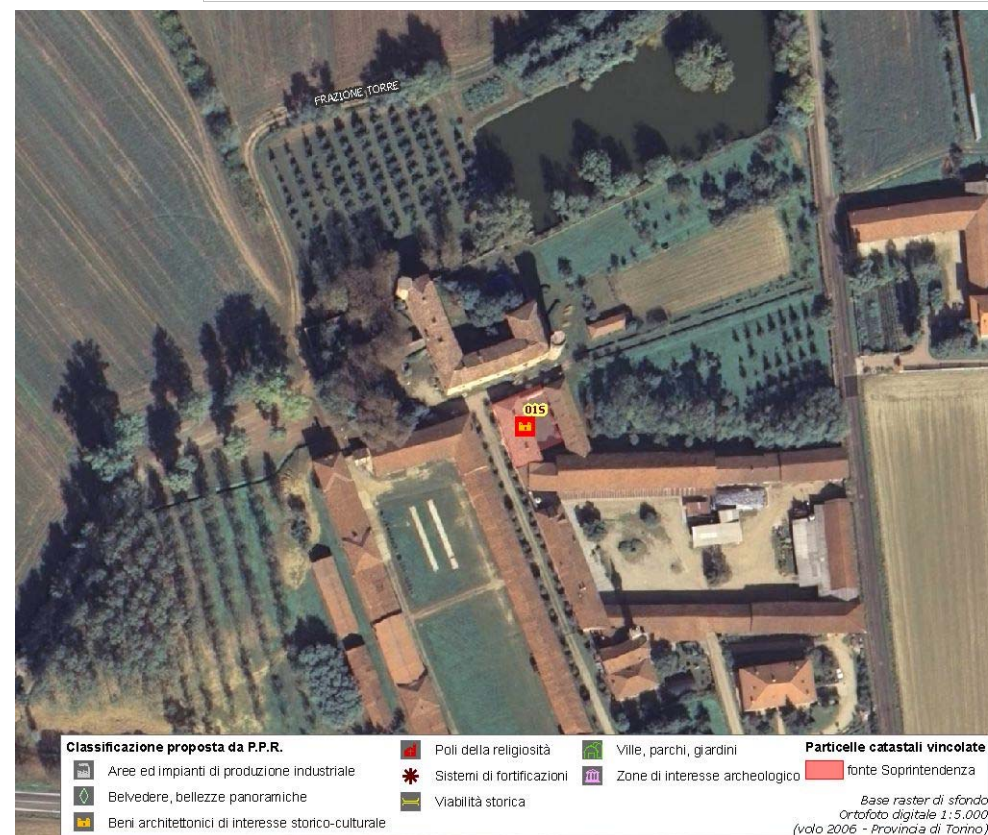 FRAZIONE TORRE
01S
Classificazione proposta da P.P.R.
Aree ed impianti di produzione industriale
Belvedere, bellezze panoramiche
Beni architettonici di interesse storico-culturale
Poli della religiosità
Sistemi di fortificazioni
Viabilità storica
Ville, parchi, giardini
Zone di interesse archeologico
Particelle catastali vincolate
fonte Soprintendenza
Base raster di sfondo
Ortofoto digitale 1:5.000
(volo 2006 - Provincia di Torino)